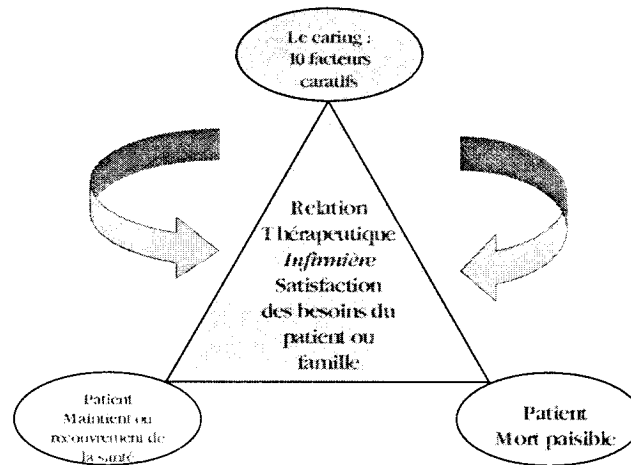 Le caring :
10 facteurs
caratifs
Relation
Thérapeutique
Infirmière
Satisfaction
des besoins du
patient ou
famille
Patient
Maintient ou
recouvrement de
la santé
Patient
Mort paisible